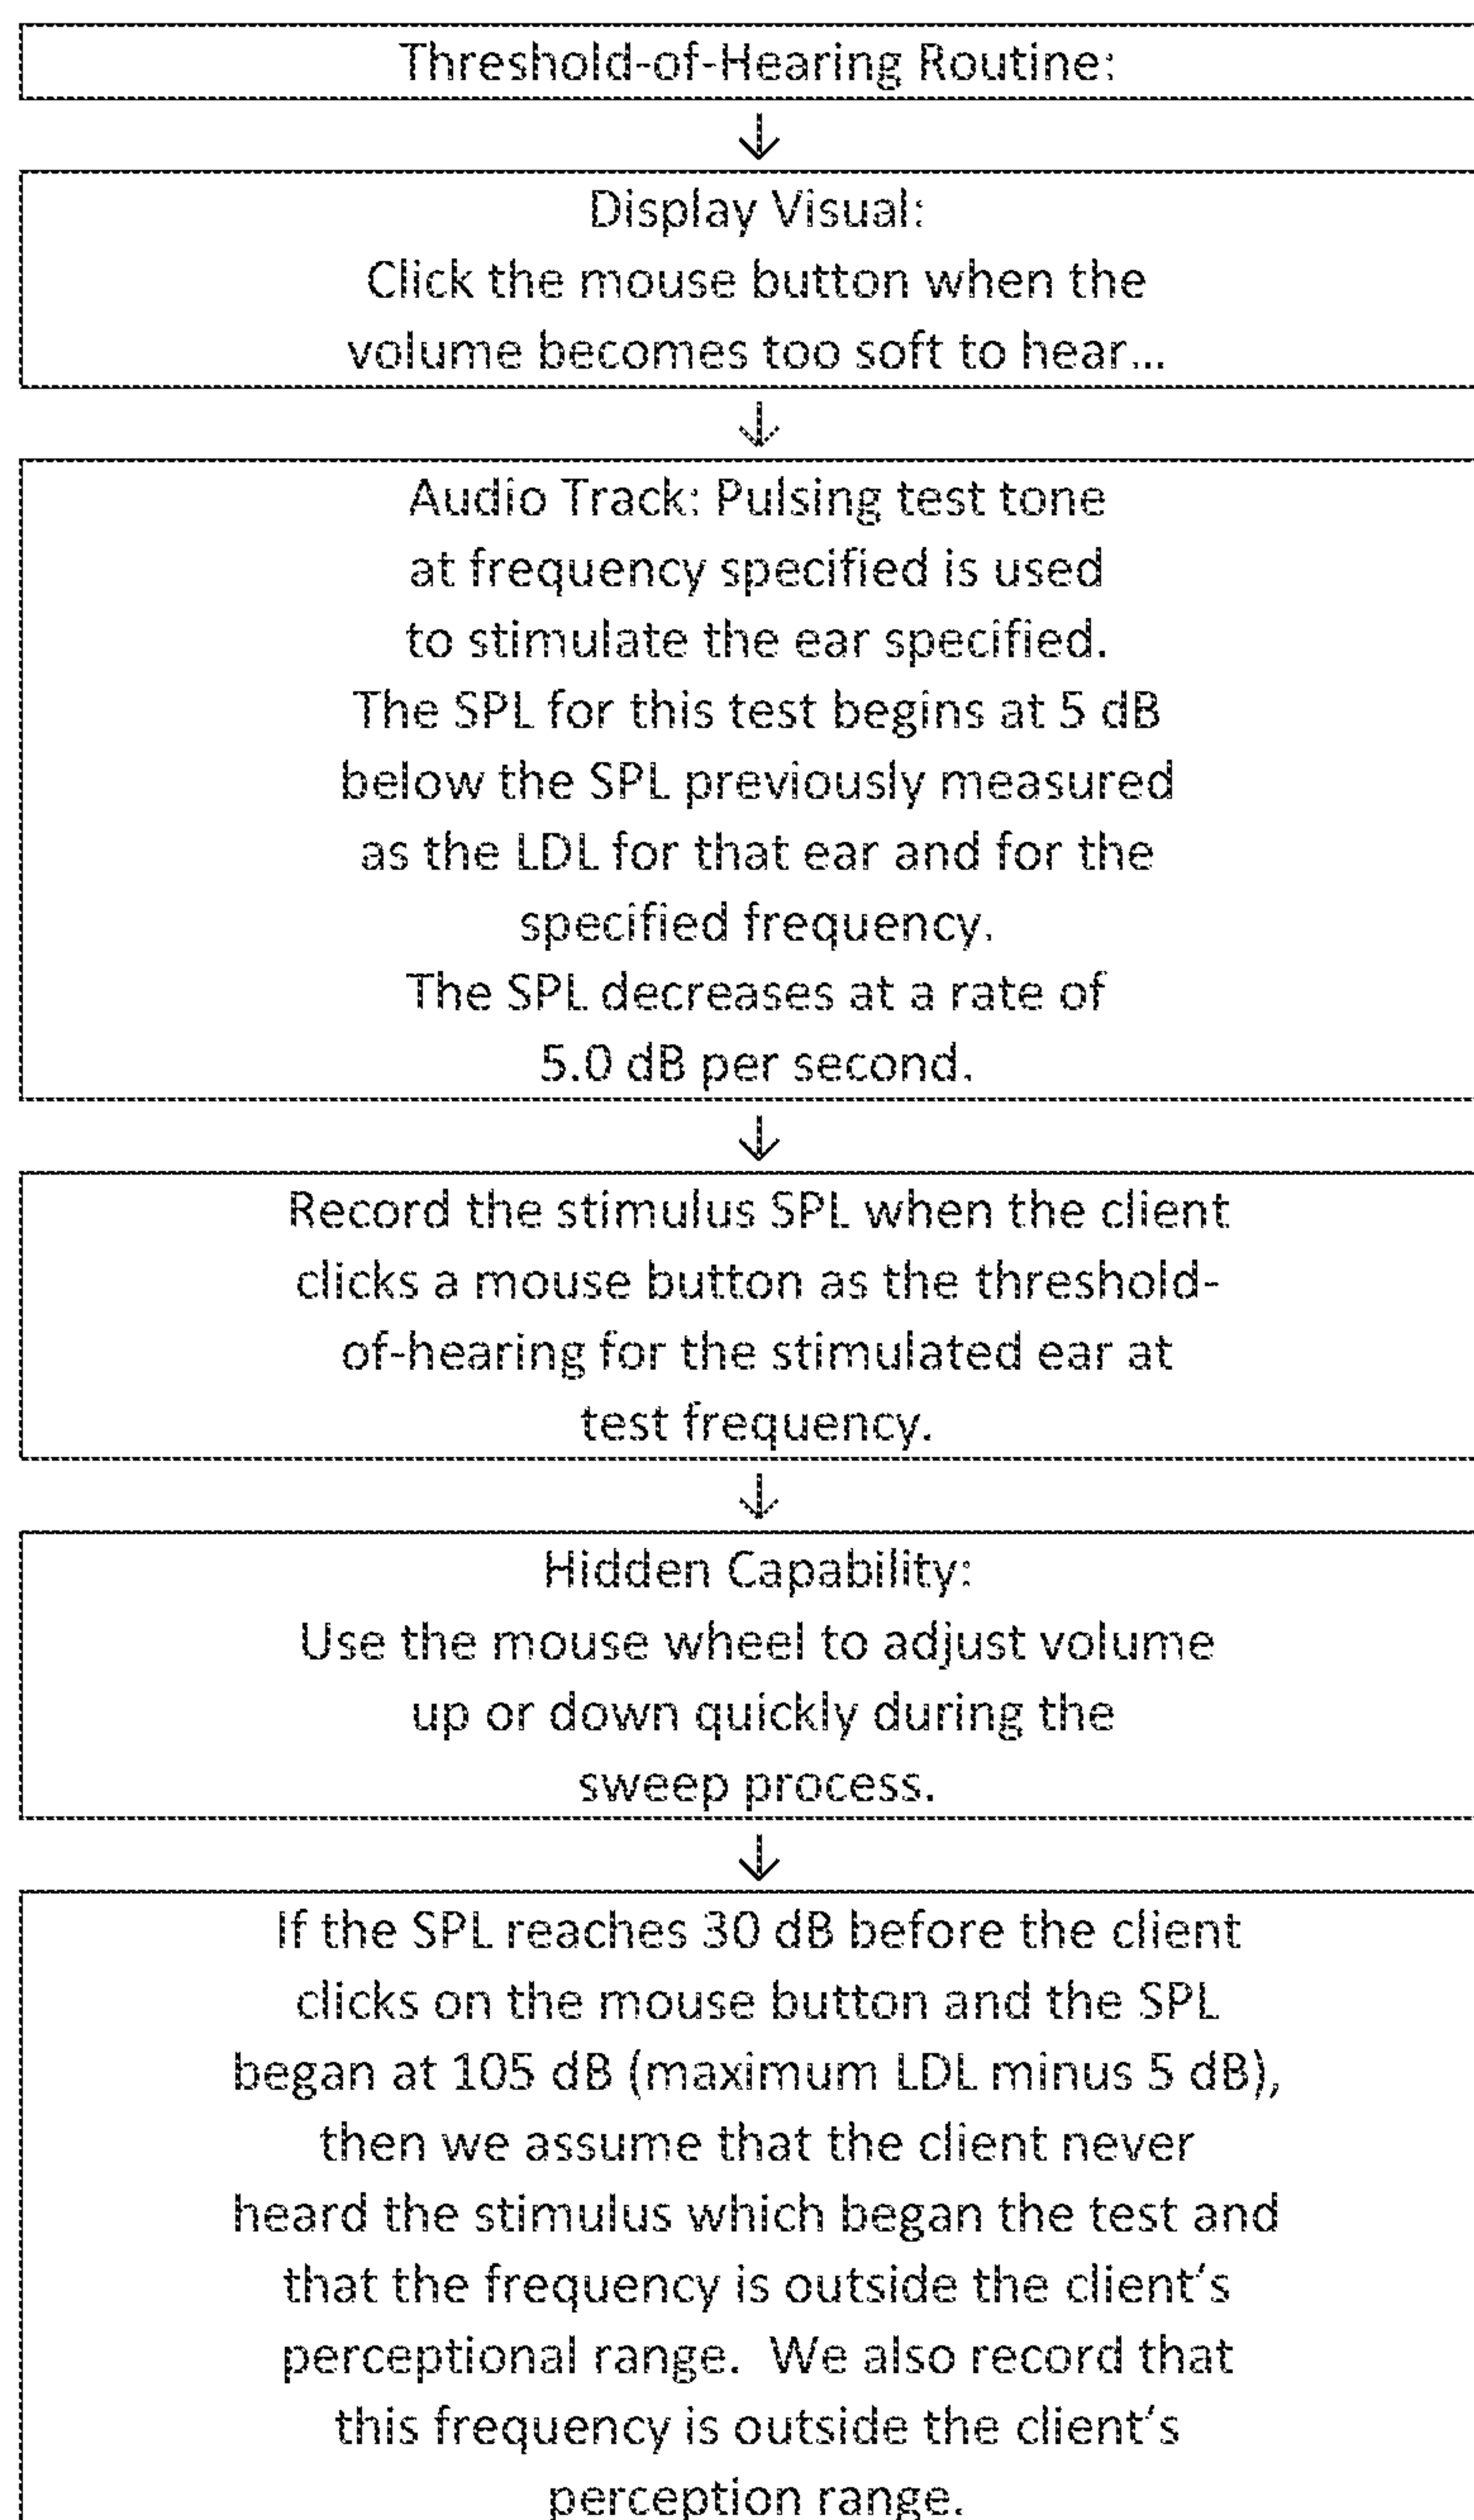 Threshold-of-Hearing Routine:
↓
Display Visual:
Click the mouse button when the
volume becomes too soft to hear...
↓
Audio Track: Pulsing test tone
at frequency specified is used
to stimulate the ear specified.
The SPL for this test begins at 5 dB
below the SPL previously measured
as the LDL for that ear and for the
specified frequency.
The SPL decreases at a rate of
5.0 dB per second.
↓
Record the stimulus SPL when the client
clicks a mouse button as the threshold-
of-hearing for the stimulated ear at
test frequency.
↓
Hidden Capability:
Use the mouse wheel to adjust volume
up or down quickly during the
sweep process.
↓
If the SPL reaches 30 dB before the client
clicks on the mouse button and the SPL
began at 105 dB (maximum LDL minus 5 dB),
then we assume that the client never
heard the stimulus which began the test and
that the frequency is outside the client's
perceptional range.  We also record that
this frequency is outside the client's
perception range.